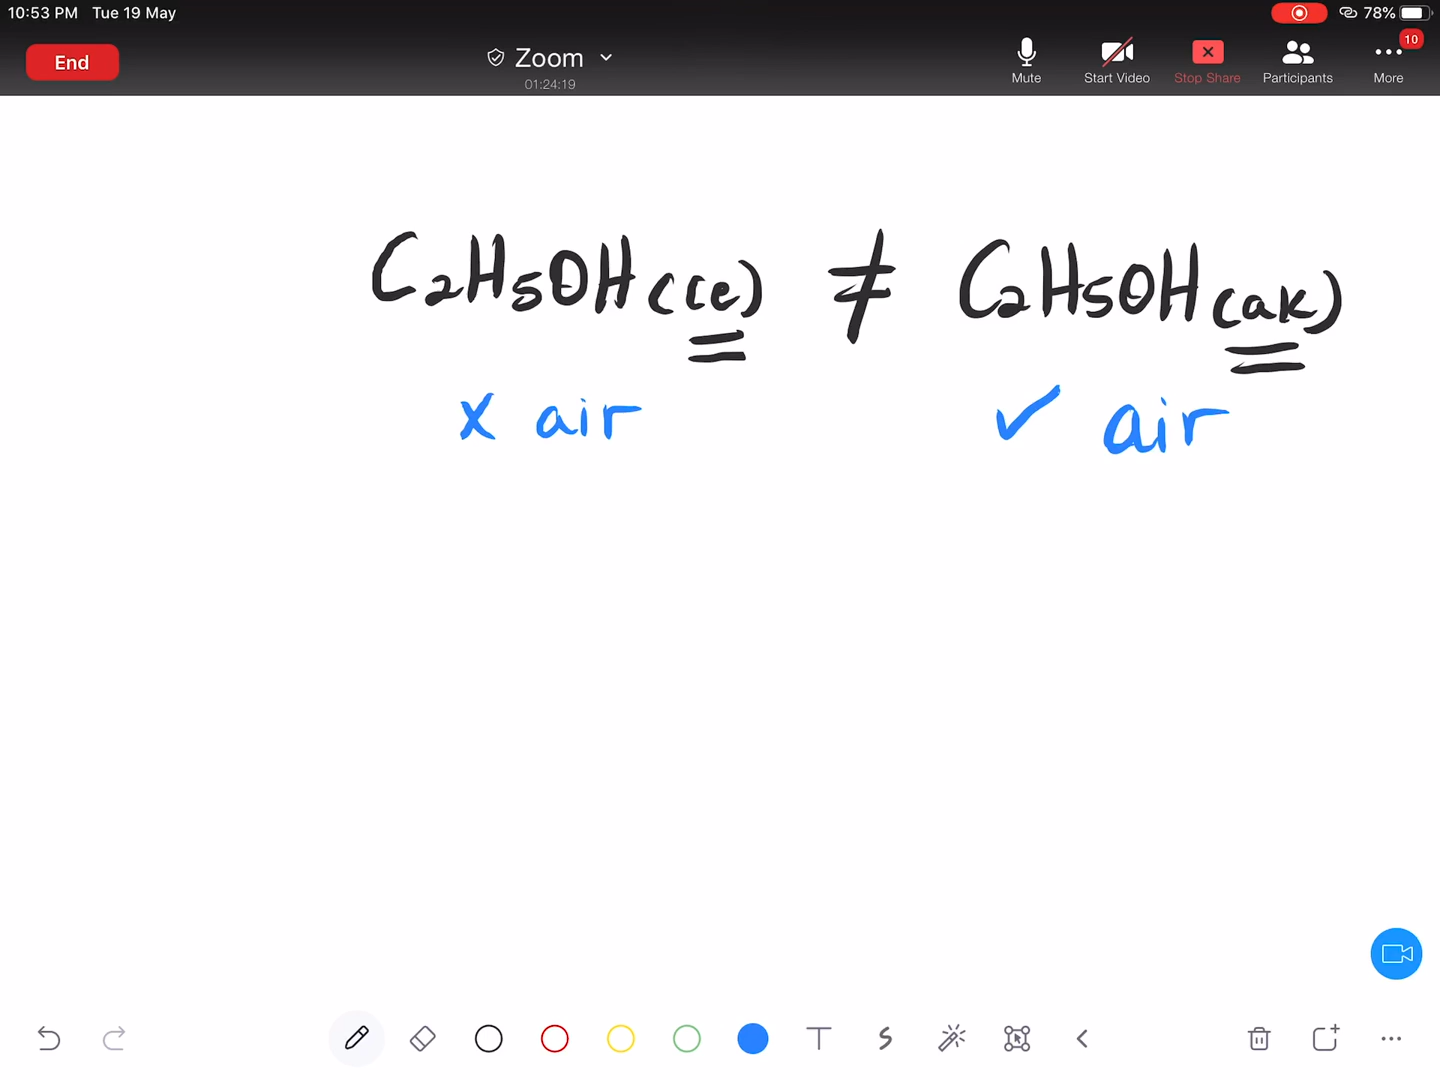 10:53 PM Tue 19 May 78%
End Zoom 01:24:19 Mute Start Video Stop Share Participants More 10
C₂H₅OH(ce) ≠ C₂H₅OH(ak)
x air ✓ air
T